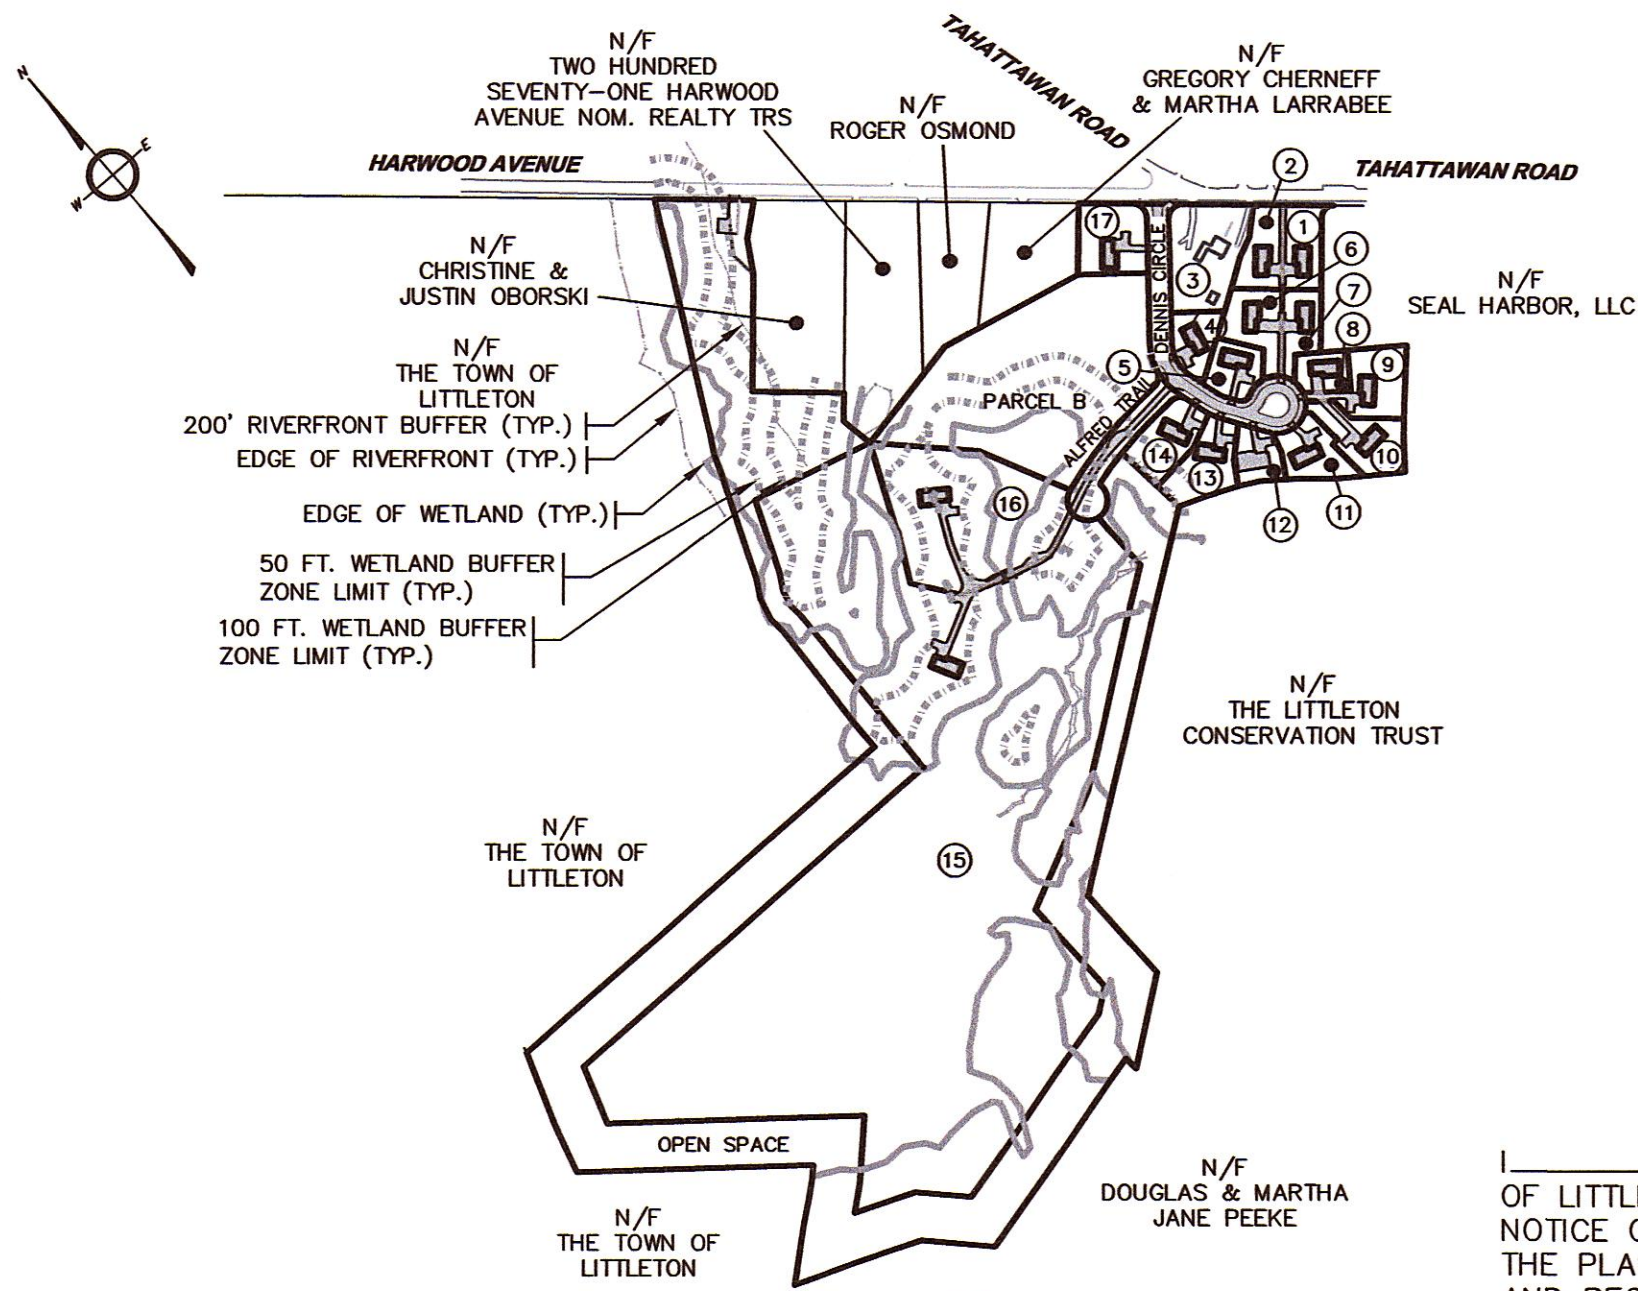 N/F
TWO HUNDRED
SEVENTY-ONE HARWOOD
AVENUE NOM. REALTY TRS
N/F
ROGER OSMOND
TAHATTAWAN ROAD
N/F
GREGORY CHERNEFF
& MARTHA LARRABEE
N
E
W
HARWOOD AVENUE
TAHATTAWAN ROAD
2
17
1
6
3
7
8
4
9
5
DENNIS CIRCLE
N/F
SEAL HARBOR, LLC
N/F
CHRISTINE &
JUSTIN OBORSKI
N/F
THE TOWN OF
LITTLETON
200' RIVERFRONT BUFFER (TYP.)
EDGE OF RIVERFRONT (TYP.)
EDGE OF WETLAND (TYP.)
50 FT. WETLAND BUFFER
ZONE LIMIT (TYP.)
100 FT. WETLAND BUFFER
ZONE LIMIT (TYP.)
PARCEL B
ALFRED TRAIL
14
13
10
12
11
16
N/F
THE LITTLETON
CONSERVATION TRUST
N/F
THE TOWN OF
LITTLETON
15
OPEN SPACE
N/F
DOUGLAS & MARTHA
JANE PEEKE
N/F
THE TOWN OF
LITTLETON
I
OF LITTL
NOTICE
THE PLA